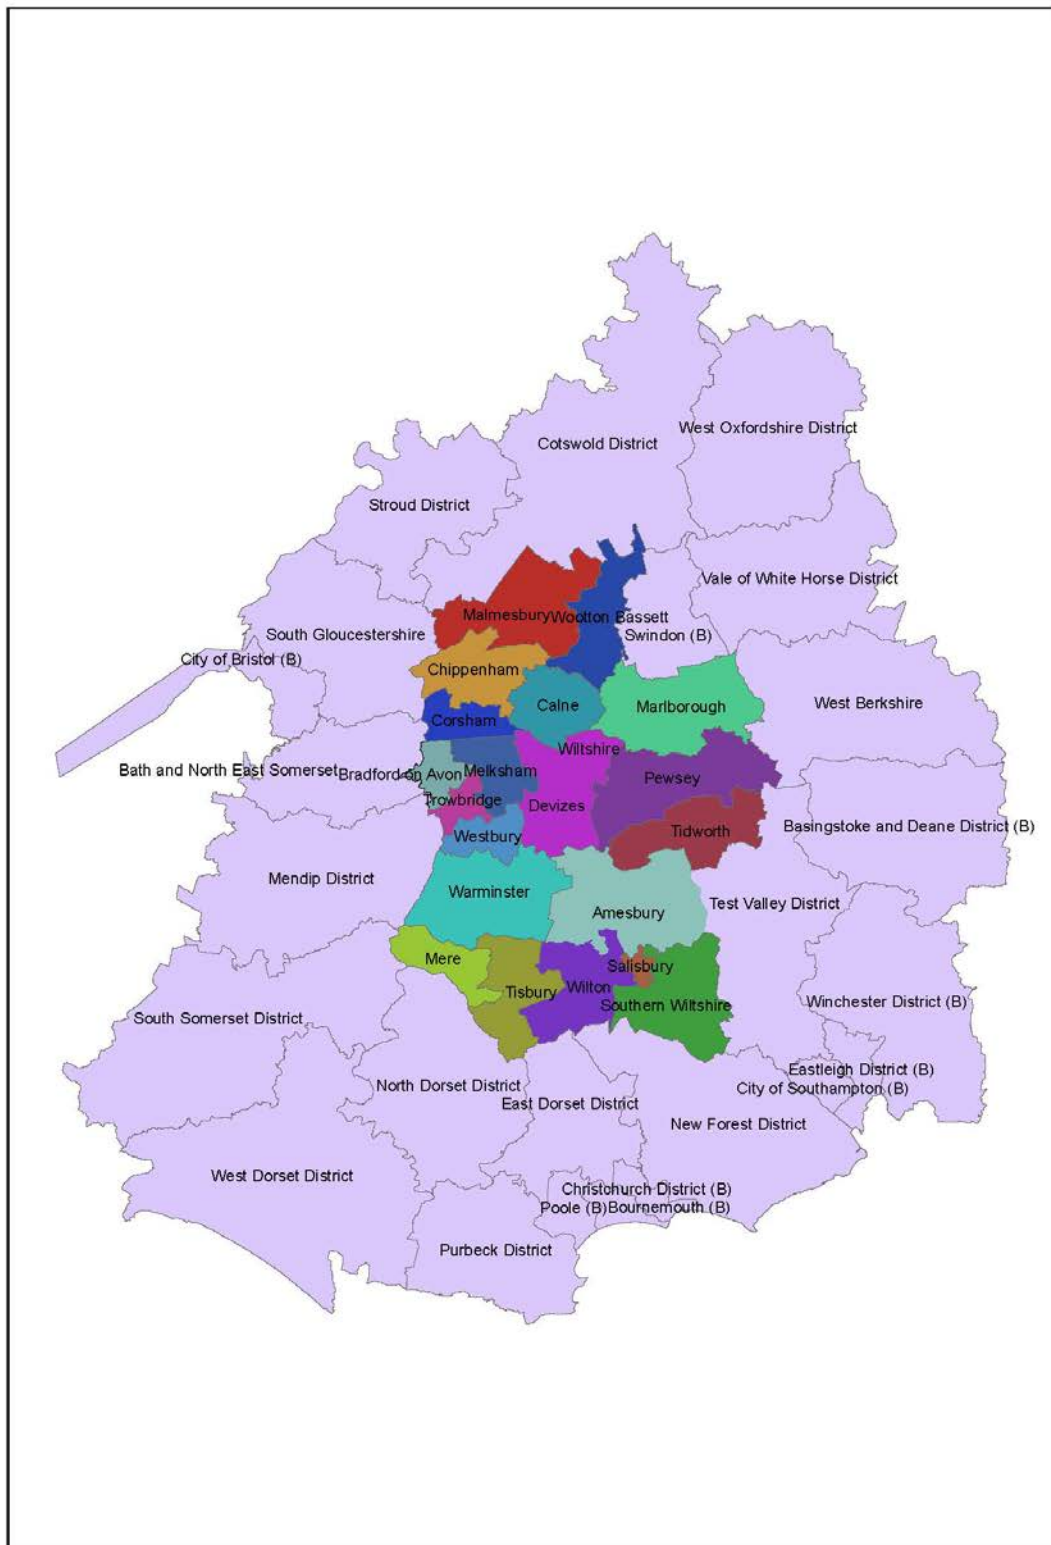 West Oxfordshire District
Cotswold District
Stroud District
Vale of White Horse District
Malmesbury
Wootton Bassett
South Gloucestershire
Swindon (B)
City of Bristol (B)
Chippenham
West Berkshire
Calne
Marlborough
Corsham
Wiltshire
Bath and North East Somerset
Bradford on Avon
Melksham
Pewsey
Trowbridge
Devizes
Basingstoke and Deane District (B)
Tidworth
Westbury
Mendip District
Warminster
Test Valley District
Amesbury
Mere
Salisbury
Wilton
Tisbury
Winchester District (B)
Southern Wiltshire
South Somerset District
Eastleigh District (B)
North Dorset District
City of Southampton (B)
East Dorset District
New Forest District
West Dorset District
Christchurch District (B)
Poole (B)
Bournemouth (B)
Purbeck District